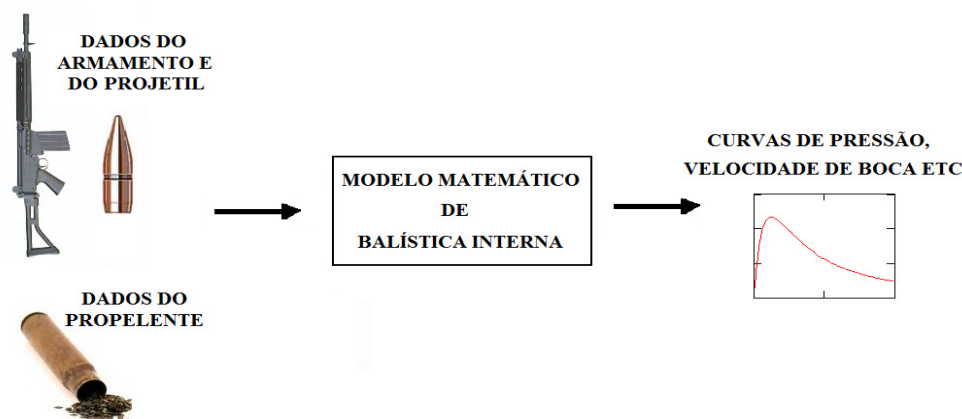 DADOS DO
ARMAMENTO E
DO PROJETIL
MODELO MATEMÁTICO
DE
BALÍSTICA INTERNA
CURVAS DE PRESSÃO,
VELOCIDADE DE BOCA ETC
DADOS DO
PROPELENTE